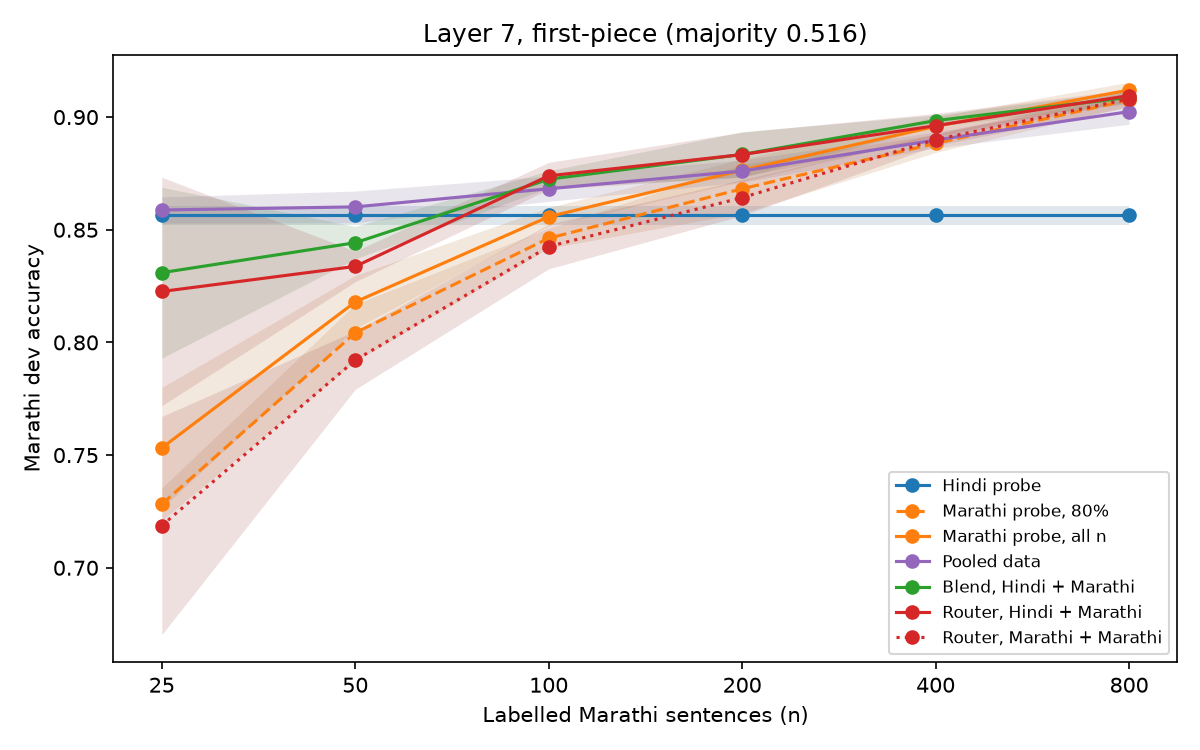 Layer 7, first-piece (majority 0.516)
Marathi dev accuracy
0.90
0.85
0.80
0.75
0.70
25
50
100
200
400
800
Labelled Marathi sentences (n)
Hindi probe
Marathi probe, 80%
Marathi probe, all n
Pooled data
Blend, Hindi + Marathi
Router, Hindi + Marathi
Router, Marathi + Marathi